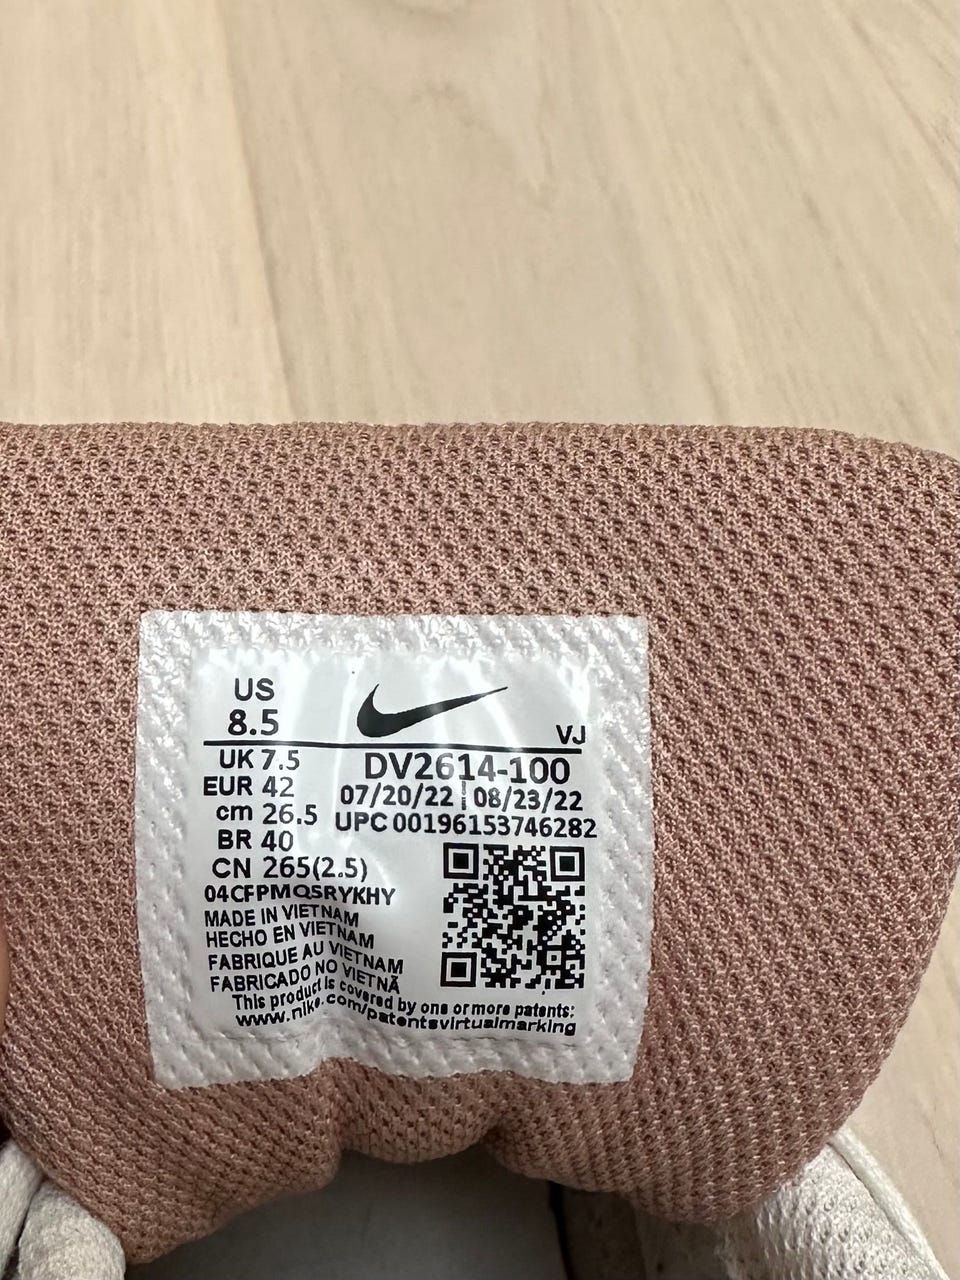 US
8.5
VJ
UK 7.5
EUR 42
cm 26.5
BR 40
CN 265(2.5)
DV2614-100
07/20/22 | 08/23/22
UPC 00196153746282
04CFPMQSRYKHY
MADE IN VIETNAM
HECHO EN VIETNAM
FABRIQUE AU VIETNAM
FABRICADO NO VIETNÃ
This product is covered by one or more patents:
www.nike.com/patentsvirtualmarking